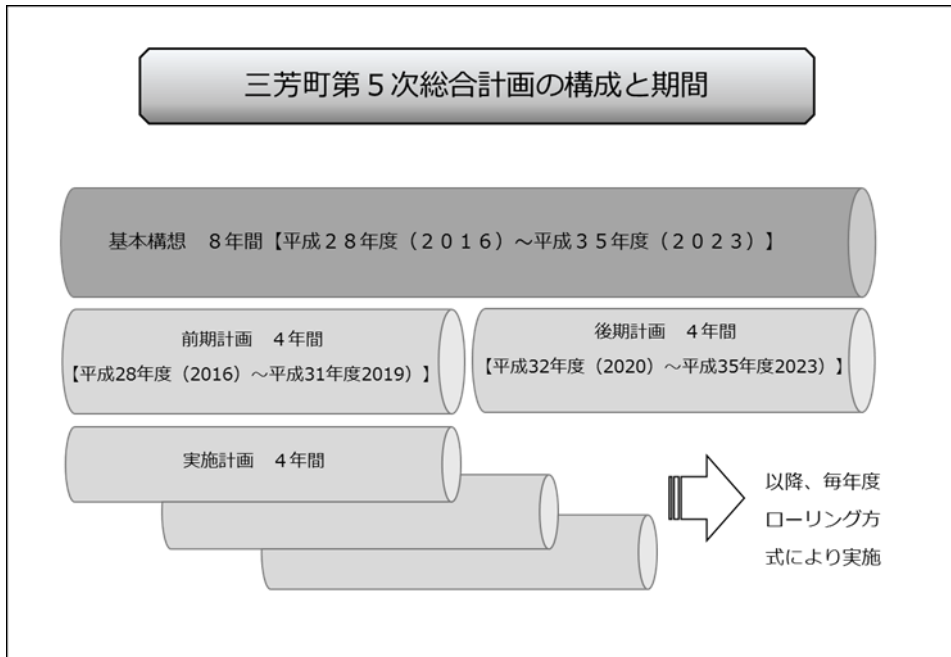 三芳町第５次総合計画の構成と期間
基本構想　８年間【平成２８年度（２０１６）～平成３５年度（２０２３）】
前期計画　４年間
【平成28年度（2016）～平成31年度2019）】
後期計画　４年間
【平成32年度（2020）～平成35年度2023）】
実施計画　４年間
以降、毎年度
ローリング方
式により実施